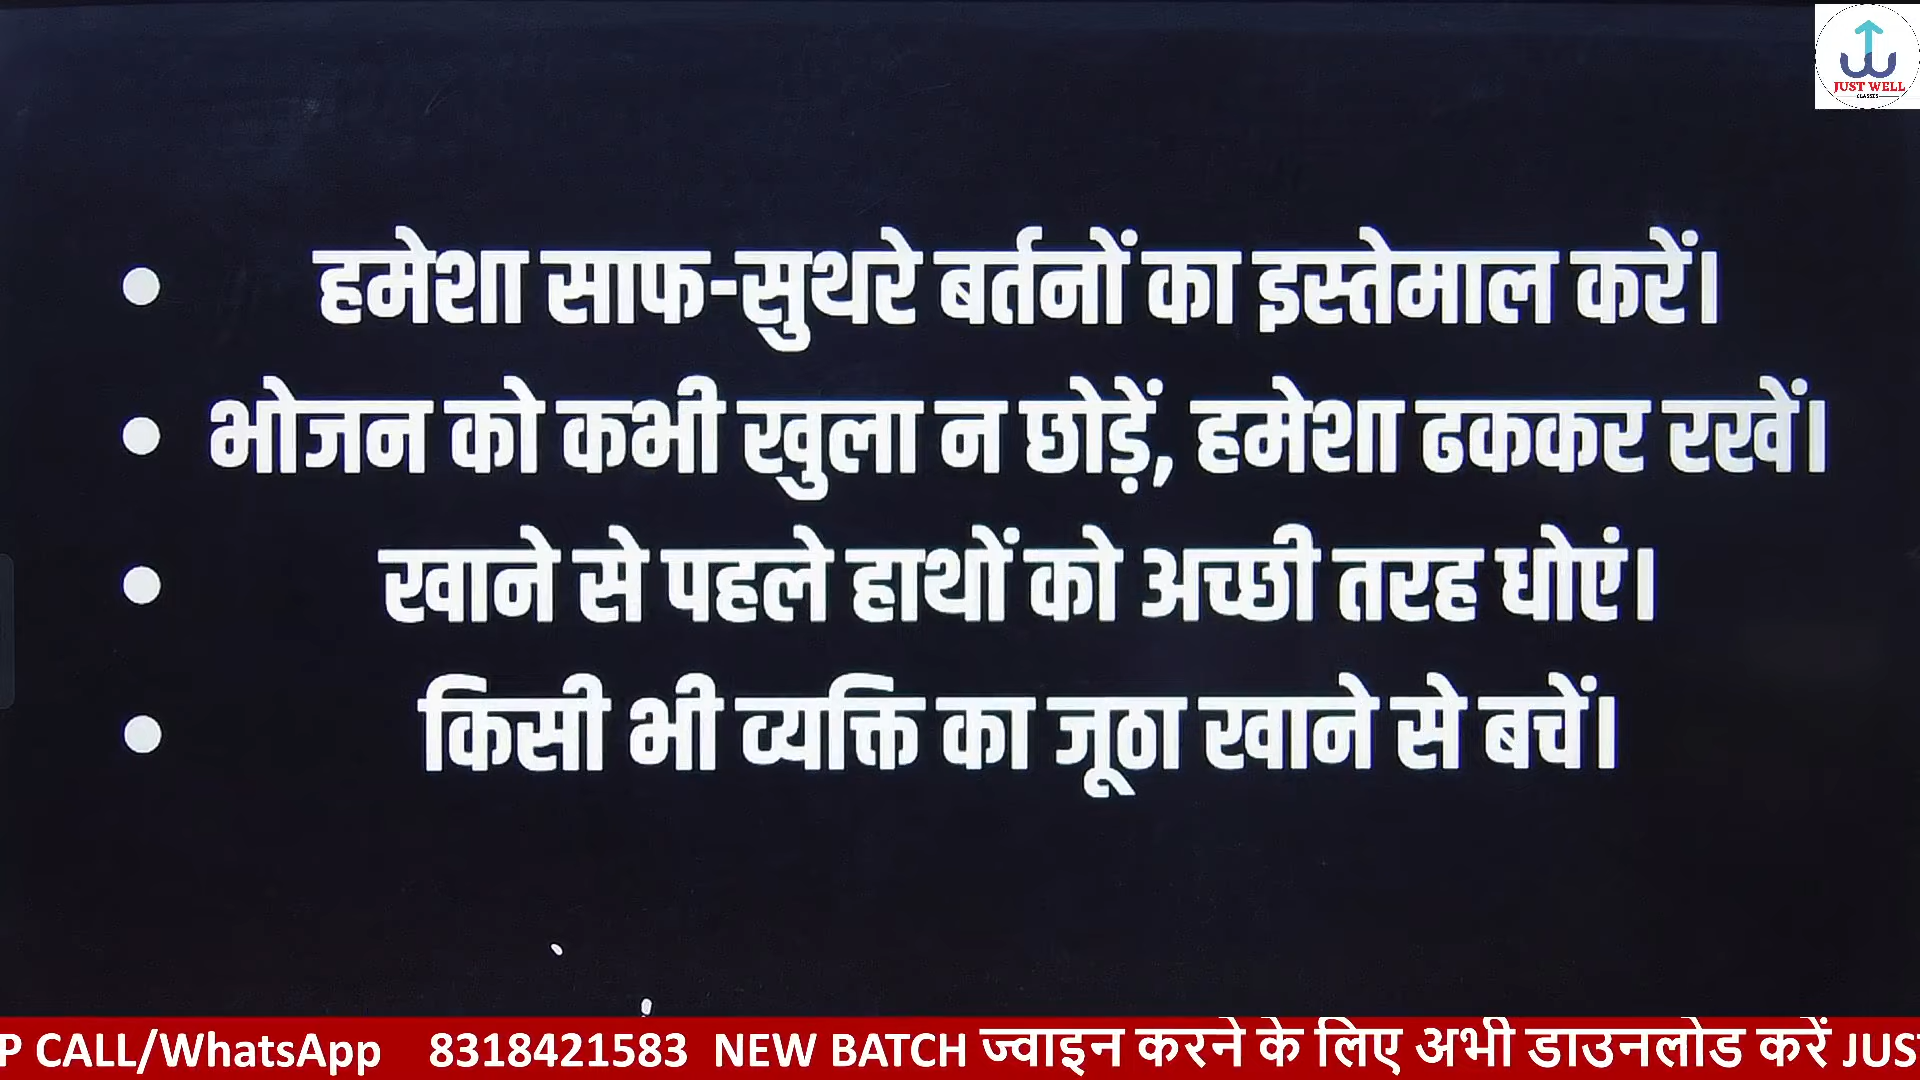 JUST WELL
CLASSES
• हमेशा साफ-सुथरे बर्तनों का इस्तेमाल करें।
• भोजन को कभी खुला न छोड़ें, हमेशा ढककर रखें।
• खाने से पहले हाथों को अच्छी तरह धोएं।
• किसी भी व्यक्ति का जूठा खाने से बचें।
P CALL/WhatsApp 8318421583 NEW BATCH ज्वाइन करने के लिए अभी डाउनलोड करें JUS